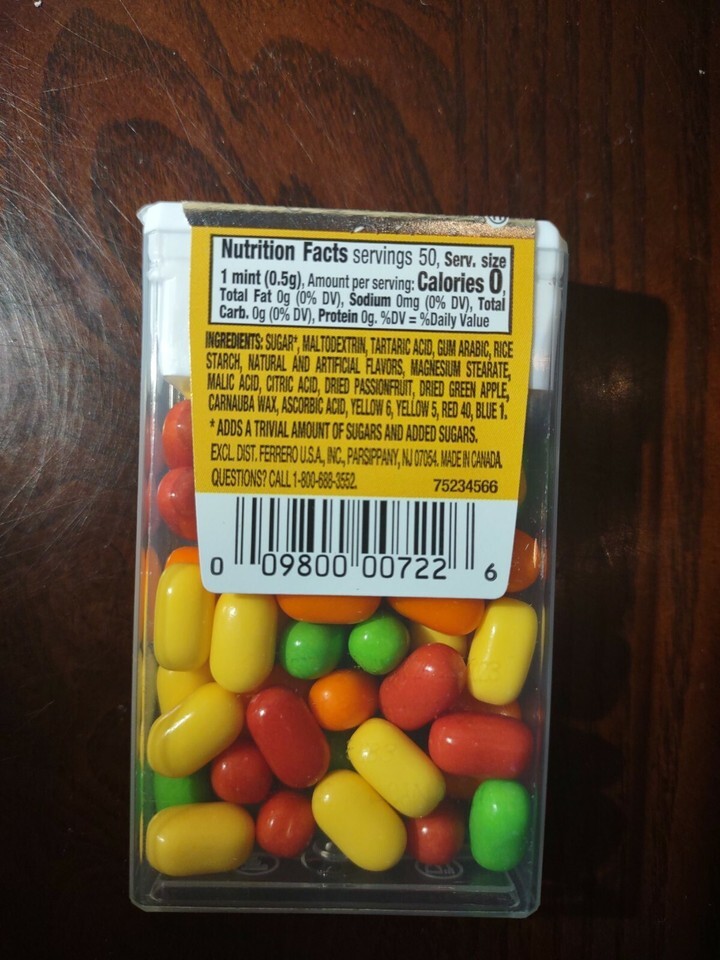 Nutrition Facts servings 50, Serv. size
1 mint (0.5g), Amount per serving: Calories 0,
Total Fat 0g (0% DV), Sodium 0mg (0% DV), Total
Carb. 0g (0% DV), Protein 0g. %DV = %Daily Value
INGREDIENTS: SUGAR*, MALTODEXTRIN, TARTARIC ACID, GUM ARABIC, RICE
STARCH, NATURAL AND ARTIFICIAL FLAVORS, MAGNESIUM STEARATE,
MALIC ACID, CITRIC ACID, DRIED PASSIONFRUIT, DRIED GREEN APPLE,
CARNAUBA WAX, ASCORBIC ACID, YELLOW 6, YELLOW 5, RED 40, BLUE 1.
* ADDS A TRIVIAL AMOUNT OF SUGARS AND ADDED SUGARS.
EXCL. DIST. FERRERO U.S.A., INC., PARSIPPANY, NJ 07054. MADE IN CANADA.
QUESTIONS? CALL 1-800-688-3552. 75234566
0 09800 00722 6